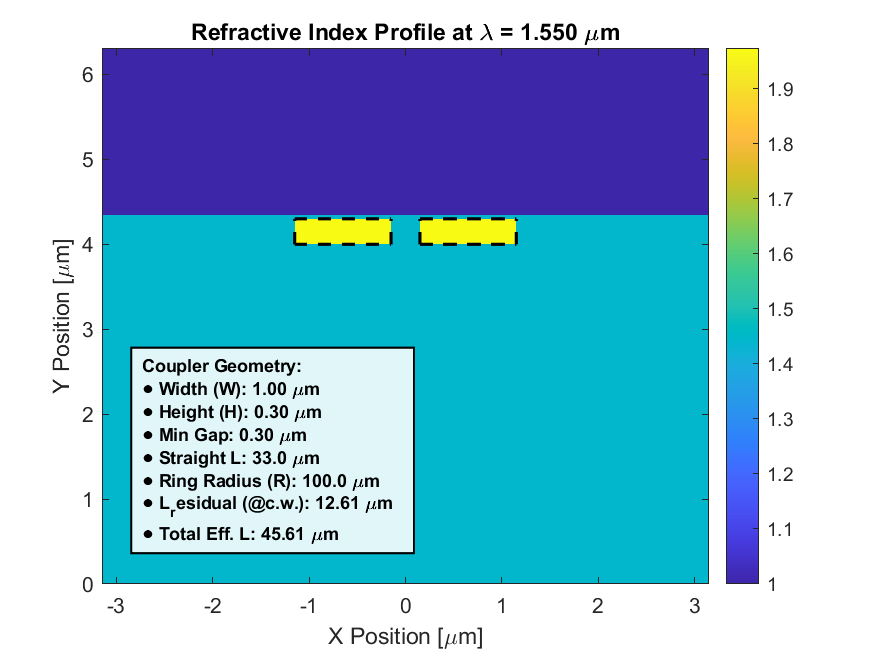 Refractive Index Profile at λ = 1.550 μm
6
5
4
3
2
1
0
Y Position [μm]
-3 -2 -1 0 1 2 3
X Position [μm]
Coupler Geometry:
● Width (W): 1.00 μm
● Height (H): 0.30 μm
● Min Gap: 0.30 μm
● Straight L: 33.0 μm
● Ring Radius (R): 100.0 μm
● Lresidual (@c.w.): 12.61 μm
● Total Eff. L: 45.61 μm
1.9
1.8
1.7
1.6
1.5
1.4
1.3
1.2
1.1
1